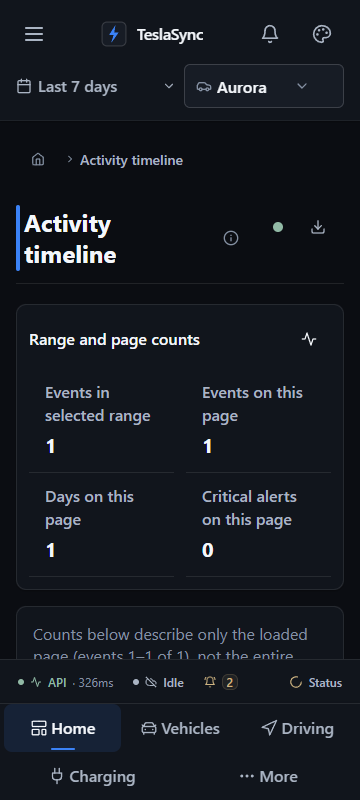 TeslaSync
Last 7 days
Aurora
Activity timeline
Activity
timeline
Range and page counts
Events in
selected range
1
Events on this
page
1
Days on this
page
1
Critical alerts
on this page
0
Counts below describe only the loaded
page (events 1–1 of 1), not the entire
API · 326ms
Idle
2
Status
Home
Vehicles
Driving
Charging
More